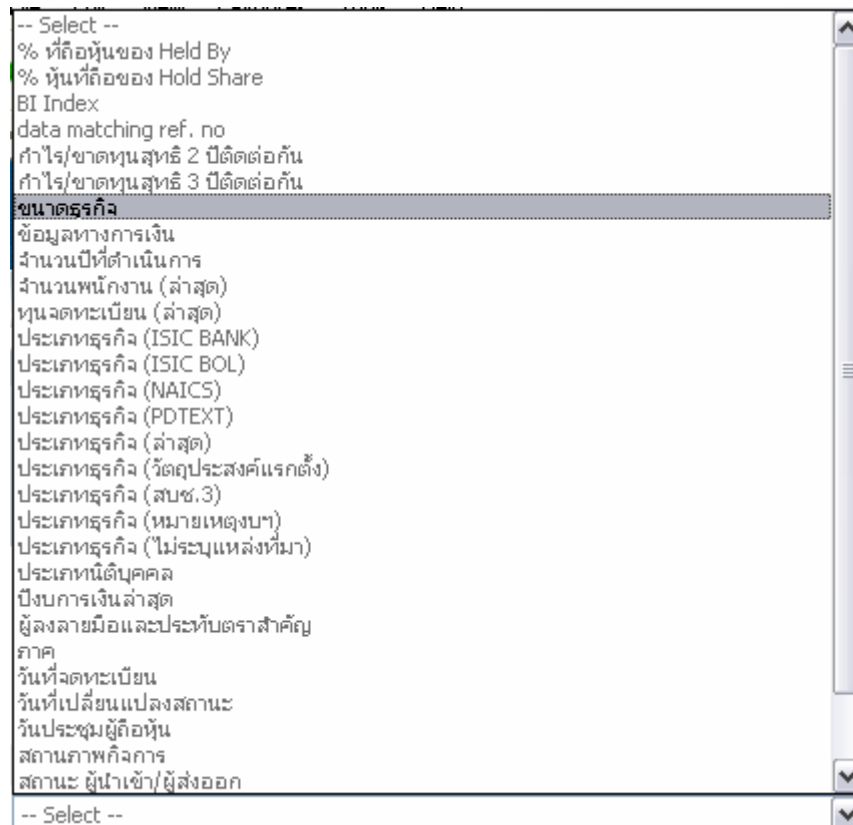 -- Select --
% ที่ถือหุ้นของ Held By
% หุ้นที่ถือของ Hold Share
BI Index
data matching ref. no
กำไร/ขาดทุนสุทธิ 2 ปีติดต่อกัน
กำไร/ขาดทุนสุทธิ 3 ปีติดต่อกัน
ขนาดธุรกิจ
ข้อมูลทางการเงิน
จำนวนปีที่ดำเนินการ
จำนวนพนักงาน (ล่าสุด)
ทุนจดทะเบียน (ล่าสุด)
ประเภทธุรกิจ (ISIC BANK)
ประเภทธุรกิจ (ISIC BOL)
ประเภทธุรกิจ (NAICS)
ประเภทธุรกิจ (PDTEXT)
ประเภทธุรกิจ (ล่าสุด)
ประเภทธุรกิจ (วัตถุประสงค์แรกตั้ง)
ประเภทธุรกิจ (สบช.3)
ประเภทธุรกิจ (หมายเหตุงบฯ)
ประเภทธุรกิจ (ไม่ระบุแหล่งที่มา)
ประเภทนิติบุคคล
ปีงบการเงินล่าสุด
ผู้ลงลายมือและประทับตราสำคัญ
ภาค
วันที่จดทะเบียน
วันที่เปลี่ยนแปลงสถานะ
วันประชุมผู้ถือหุ้น
สถานภาพกิจการ
สถานะ ผู้นำเข้า/ผู้ส่งออก
-- Select --